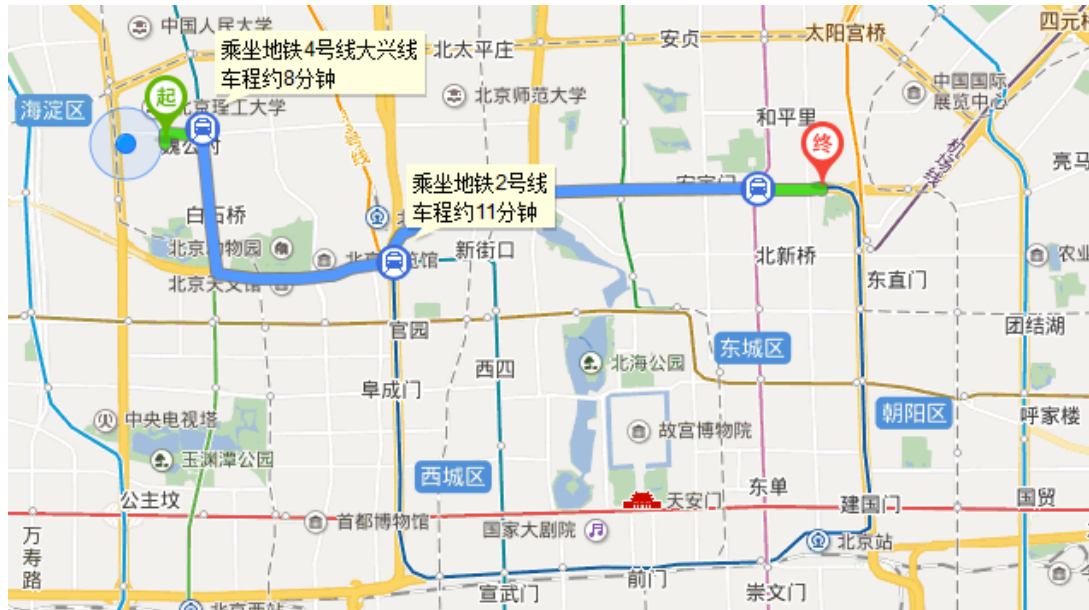 中国人民大学
乘坐地铁4号线大兴线
车程约8分钟
北太平庄
安贞
太阳宫桥
四元
海淀区
起
北京理工大学
北京师范大学
中国国际
展览中心
和平里
终
机场线
亮马
号线
乘坐地铁2号线
车程约11分钟
安定门
白石桥
新街口
北新桥
北京动物园
农业
东直门
北京天文馆
官园
团结湖
东城区
西四
北海公园
阜成门
朝阳区
呼家楼
中央电视塔
故宫博物院
玉渊潭公园
西城区
东单
公主坟
天安门
建国门
国贸
首都博物馆
国家大剧院
北京站
万寿路
前门
宣武门
崇文门
北京西站